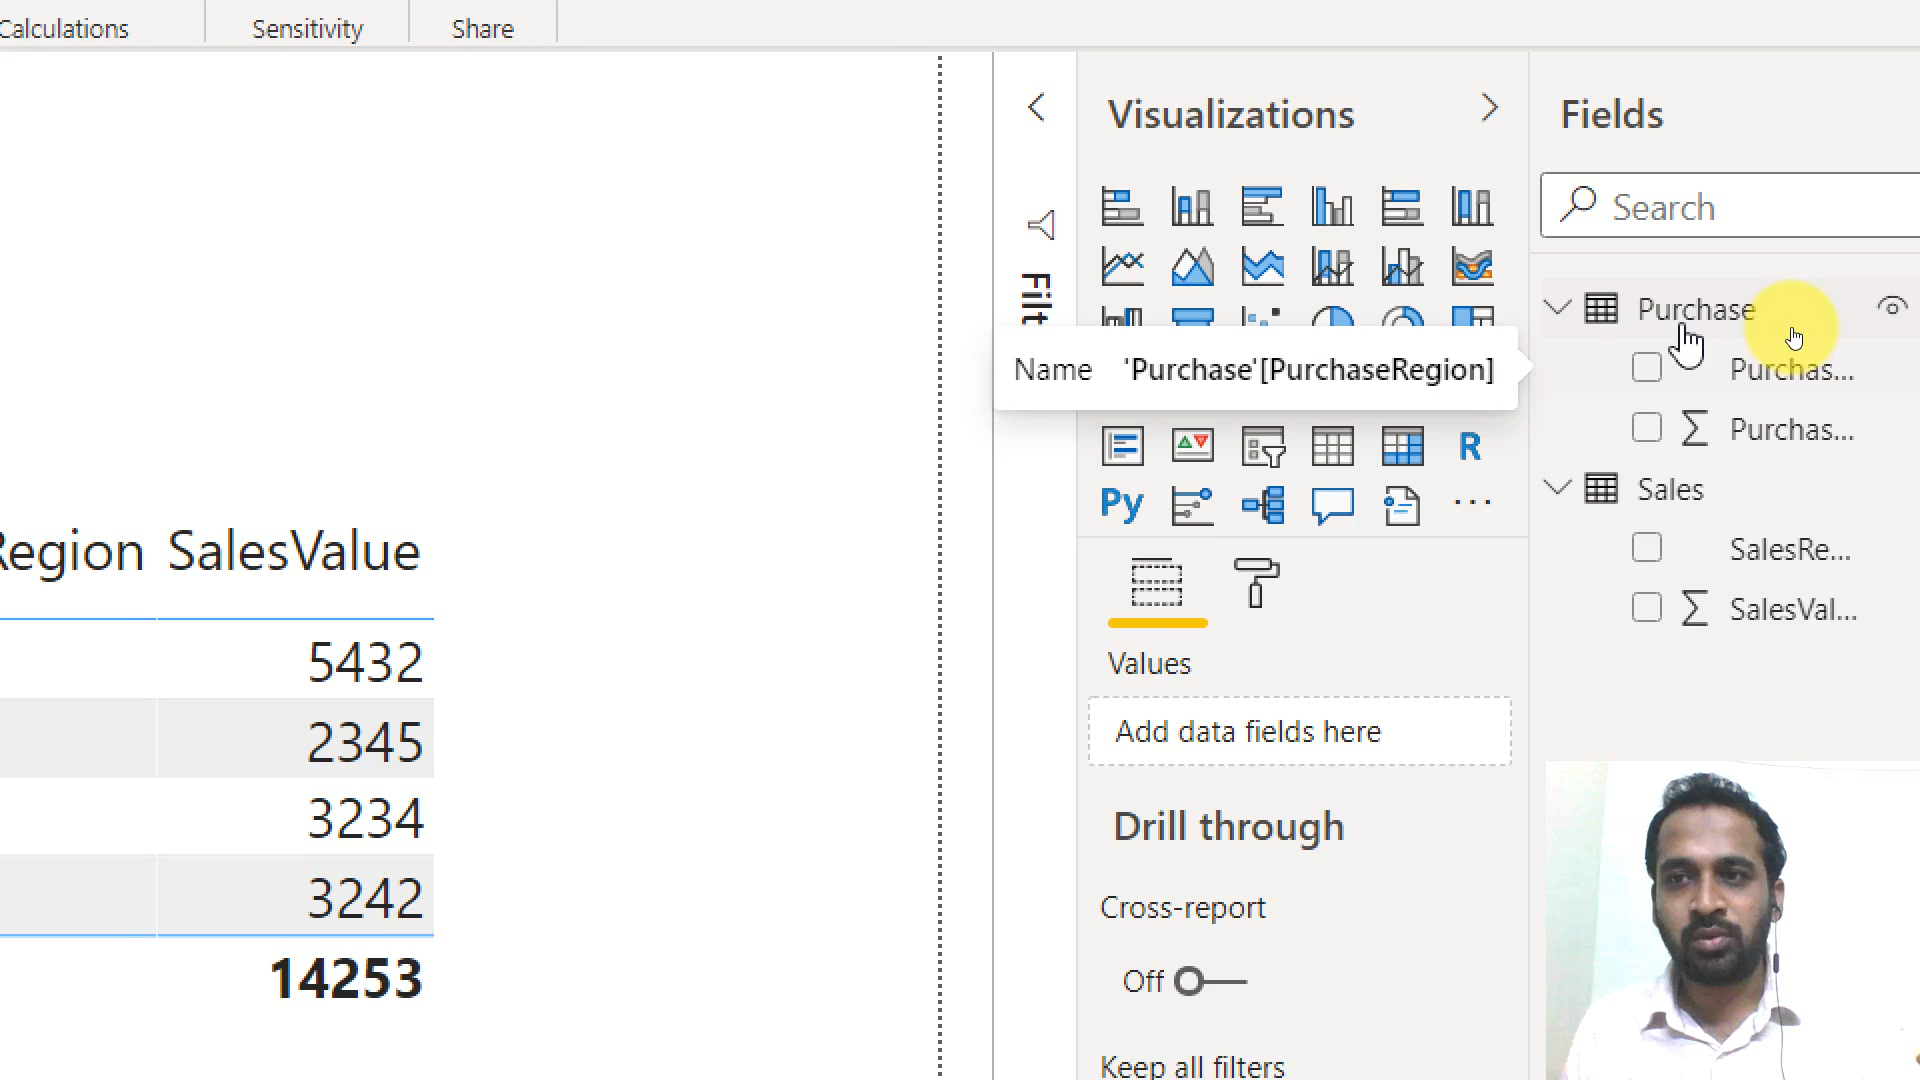 Calculations
Sensitivity
Share
Visualizations
Fields
Search
Filt
Purchase
Name 'Purchase'[PurchaseRegion]
Purchas...
Σ Purchas...
R
Py
...
Sales
SalesRe...
Σ SalesVal...
Region SalesValue
5432
2345
3234
3242
14253
Values
Add data fields here
Drill through
Cross-report
Off
Keep all filters